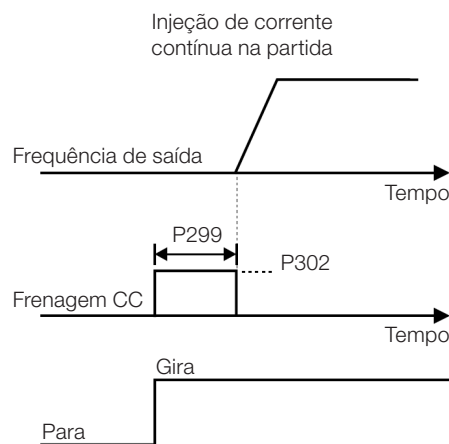 Injeção de corrente
contínua na partida
Frequência de saída
Tempo
P299
P302
Frenagem CC
Tempo
Gira
Para